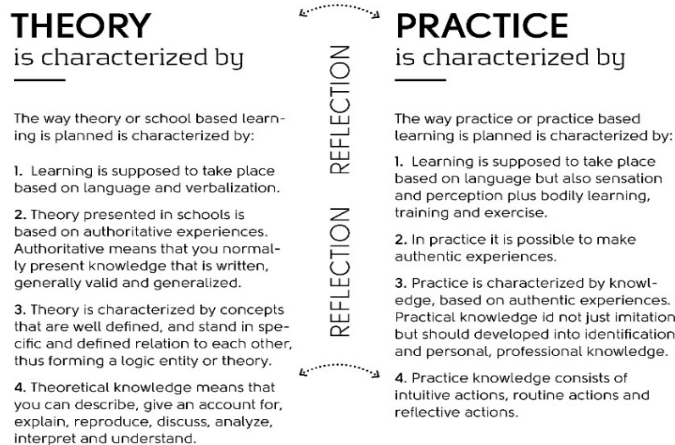 THEORY
is characterized by
The way theory or school based learn-
ing is planned is characterized by:
1. Learning is supposed to take place
based on language and verbalization.
2. Theory presented in schools is
based on authoritative experiences.
Authoritative means that you normal-
ly present knowledge that is written,
generally valid and generalized.
3. Theory is characterized by concepts
that are well defined, and stand in spe-
cific and defined relation to each other,
thus forming a logic entity or theory.
4. Theoretical knowledge means that
you can describe, give an account for,
explain, reproduce, discuss, analyze,
interpret and understand.
REFLECTION
REFLECTION
PRACTICE
is characterized by
The way practice or practice based
learning is planned is characterized by:
1. Learning is supposed to take place
based on language but also sensation
and perception plus bodily learning,
training and exercise.
2. In practice it is possible to make
authentic experiences.
3. Practice is characterized by knowl-
edge, based on authentic experiences.
Practical knowledge id not just imitation
but should developed into identification
and personal, professional knowledge.
4. Practice knowledge consists of
intuitive actions, routine actions and
reflective actions.